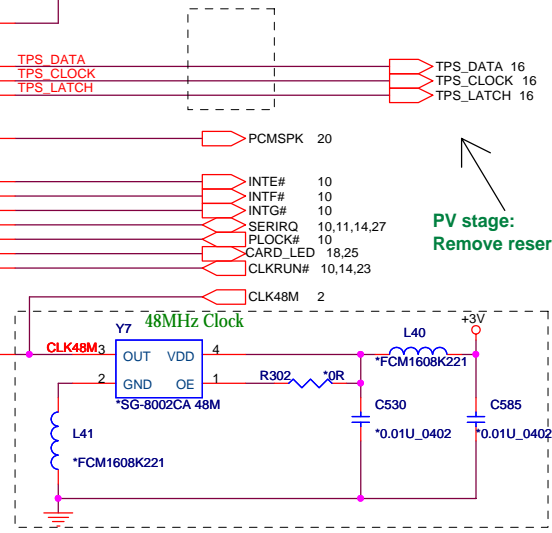 TPS_DATA
TPS_CLOCK
TPS_LATCH
TPS_DATA 16
TPS_CLOCK 16
TPS_LATCH 16
PCMSPK 20
INTE# 10
INTF# 10
INTG# 10
SERIRQ 10,11,14,27
PLOCK# 10
CARD_LED 18,25
CLKRUN# 10,14,23
PV stage:
Remove reser
CLK48M 2
48MHz Clock
+3V
Y7
L40
CLK48M 3 OUT VDD 4
*FCM1608K221
2 GND OE 1
R302 *0R
*SG-8002CA 48M
C530
C585
L41
*0.01U_0402
*0.01U_0402
*FCM1608K221